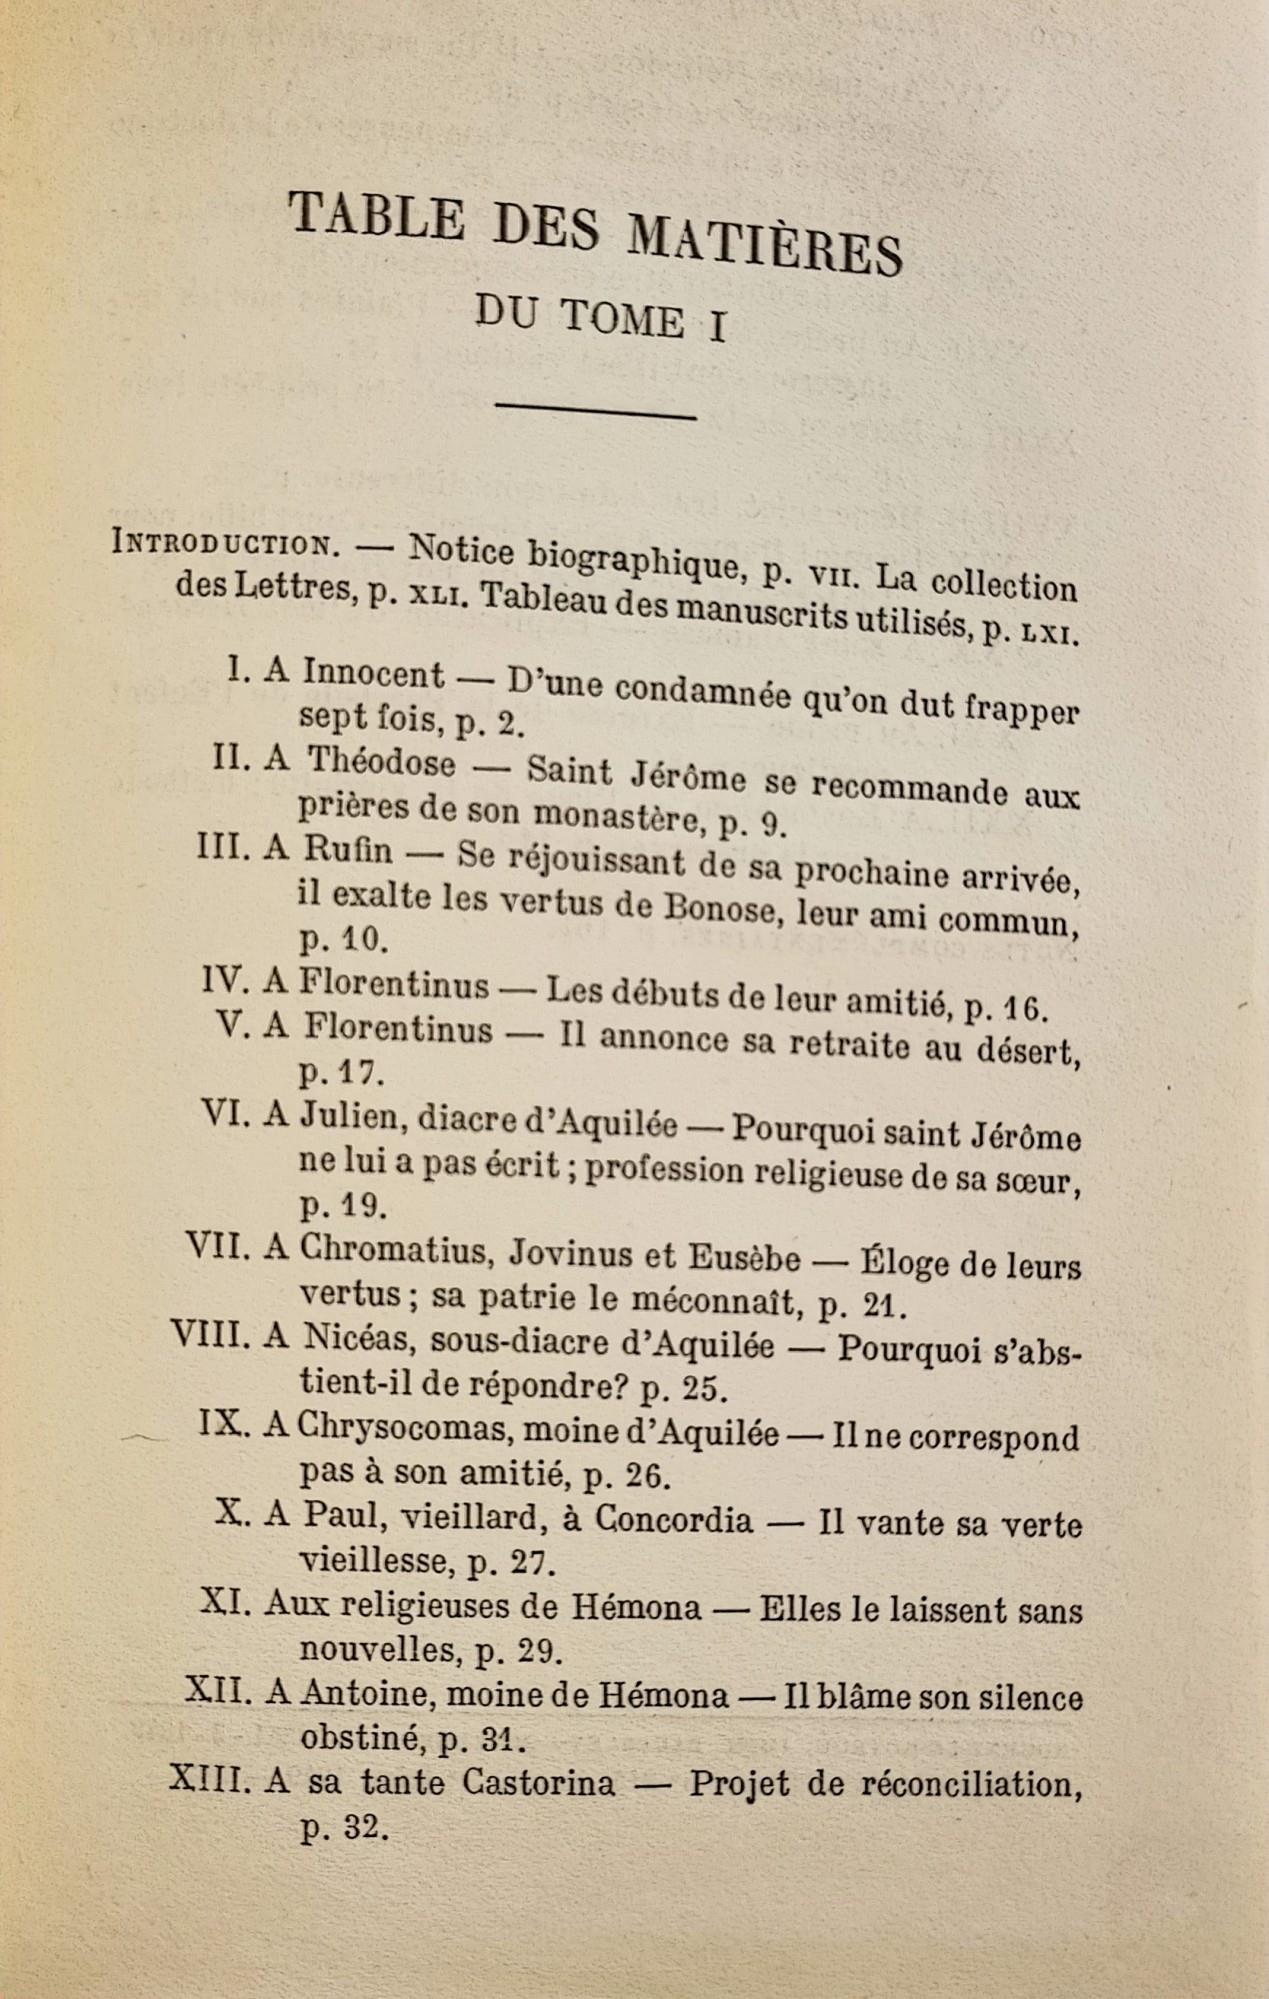 TABLE DES MATIÈRES
DU TOME I
INTRODUCTION. — Notice biographique, p. VII. La collection
des Lettres, p. XLI. Tableau des manuscrits utilisés, p. LXI.
I. A Innocent — D'une condamnée qu'on dut frapper
sept fois, p. 2.
II. A Théodose — Saint Jérôme se recommande aux
prières de son monastère, p. 9.
III. A Rufin — Se réjouissant de sa prochaine arrivée,
il exalte les vertus de Bonose, leur ami commun,
p. 10.
IV. A Florentinus — Les débuts de leur amitié, p. 16.
V. A Florentinus — Il annonce sa retraite au désert,
p. 17.
VI. A Julien, diacre d'Aquilée — Pourquoi saint Jérôme
ne lui a pas écrit ; profession religieuse de sa sœur,
p. 19.
VII. A Chromatius, Jovinus et Eusèbe — Éloge de leurs
vertus ; sa patrie le méconnaît, p. 21.
VIII. A Nicéas, sous-diacre d'Aquilée — Pourquoi s'abs-
tient-il de répondre? p. 25.
IX. A Chrysocomas, moine d'Aquilée — Il ne correspond
pas à son amitié, p. 26.
X. A Paul, vieillard, à Concordia — Il vante sa verte
vieillesse, p. 27.
XI. Aux religieuses de Hémona — Elles le laissent sans
nouvelles, p. 29.
XII. A Antoine, moine de Hémona — Il blâme son silence
obstiné, p. 31.
XIII. A sa tante Castorina — Projet de réconciliation,
p. 32.